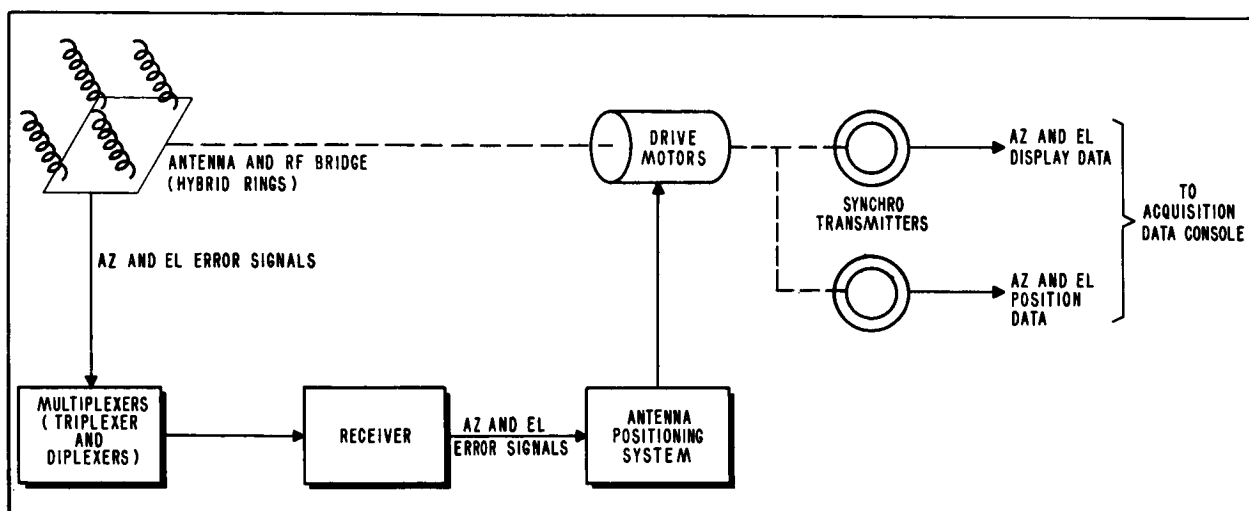 ANTENNA AND RF BRIDGE
(HYBRID RINGS)
DRIVE
MOTORS
SYNCHRO
TRANSMITTERS
AZ AND EL
DISPLAY DATA
AZ AND EL
POSITION
DATA
TO
ACQUISITION
DATA CONSOLE
AZ AND EL ERROR SIGNALS
MULTIPLEXERS
(TRIPLEXER
AND
DIPLEXERS)
RECEIVER
AZ AND EL
ERROR SIGNALS
ANTENNA
POSITIONING
SYSTEM